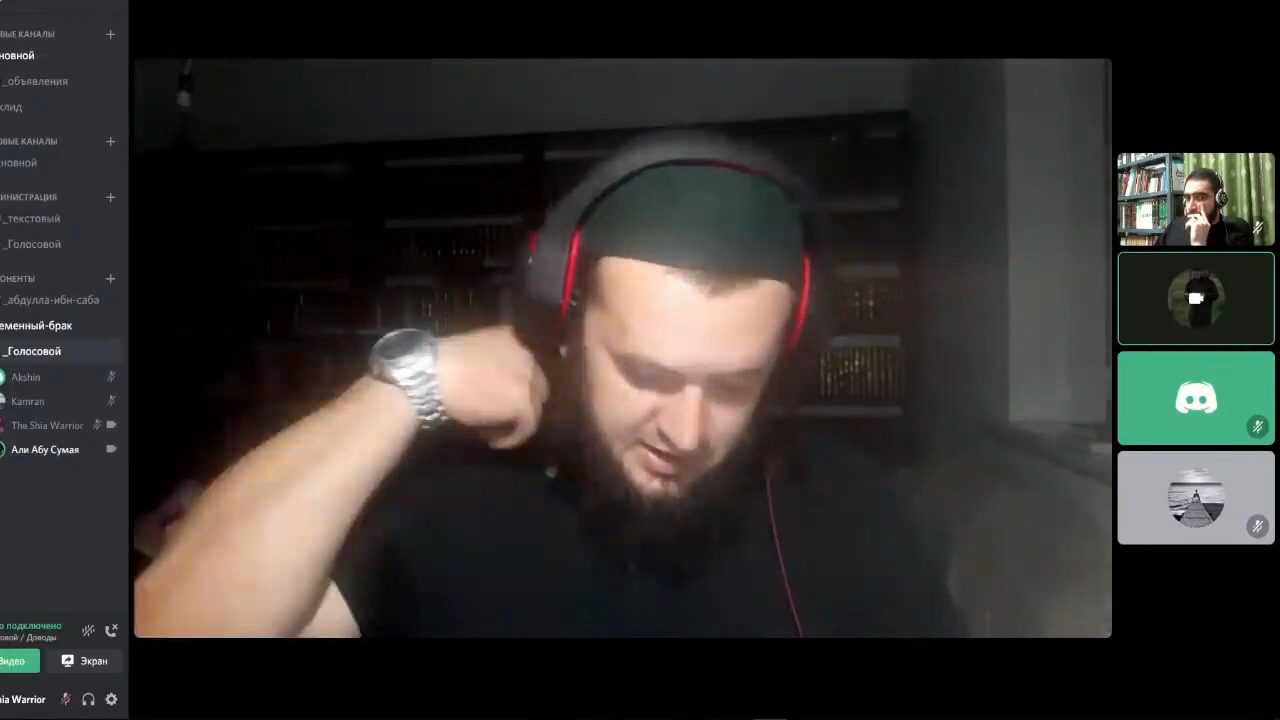 ВЫЕ КАНАЛЫ
новной
_объявления
клид
ОВЫЕ КАНАЛЫ
новной
ИНИСТРАЦИЯ
_текстовый
_Голосовой
ОНЕНТЫ
_абдулла-ибн-саба
еменный-брак
_Голосовой
Akshin
Kamran
The Shia Warrior
Али Абу Сумая
о подключено
овой / Доводы
Видео
Экран
ia Warrior